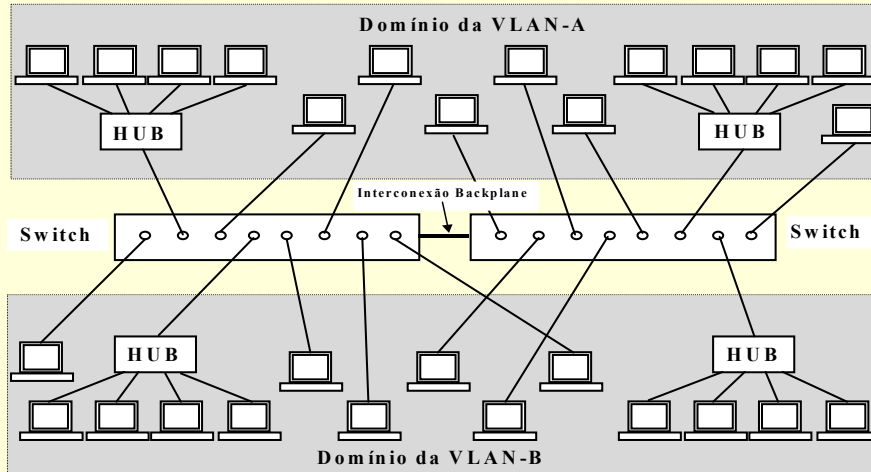 Domínio da VLAN-A
HUB
HUB
Interconexão Backplane
Switch
Switch
HUB
HUB
Domínio da VLAN-B